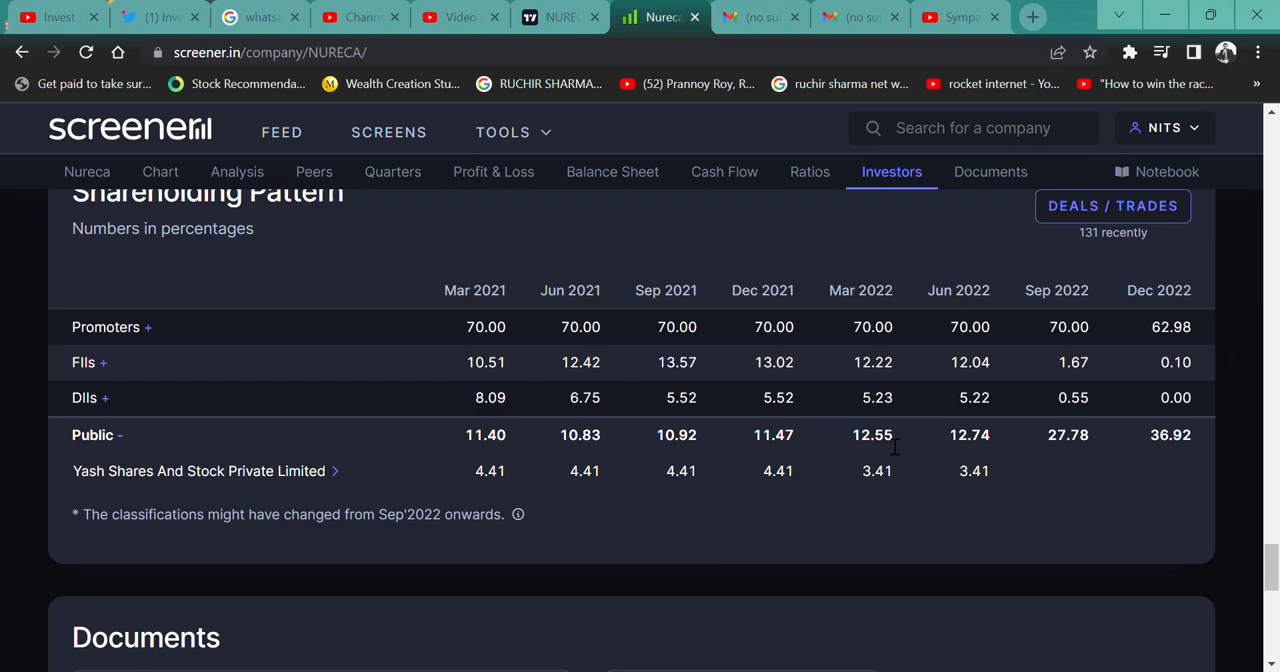 Invest
(1) Inv
whats
Chann
Video
NURE
Nurec
(no su
(no su
Sympa
screener.in/company/NURECA/
Get paid to take sur...
Stock Recommenda...
Wealth Creation Stu...
RUCHIR SHARMA...
(52) Prannoy Roy, R...
ruchir sharma net w...
rocket internet - Yo...
"How to win the rac...
»
screener
FEED
SCREENS
TOOLS
Search for a company
NITS
Nureca
Chart
Analysis
Peers
Quarters
Profit & Loss
Balance Sheet
Cash Flow
Ratios
Investors
Documents
Notebook
Shareholding Pattern
Numbers in percentages
DEALS / TRADES
131 recently
Mar 2021 Jun 2021 Sep 2021 Dec 2021 Mar 2022 Jun 2022 Sep 2022 Dec 2022
Promoters + 70.00 70.00 70.00 70.00 70.00 70.00 70.00 62.98
FIIs + 10.51 12.42 13.57 13.02 12.22 12.04 1.67 0.10
DIIs + 8.09 6.75 5.52 5.52 5.23 5.22 0.55 0.00
Public - 11.40 10.83 10.92 11.47 12.55 12.74 27.78 36.92
Yash Shares And Stock Private Limited > 4.41 4.41 4.41 4.41 3.41 3.41
* The classifications might have changed from Sep'2022 onwards.
Documents